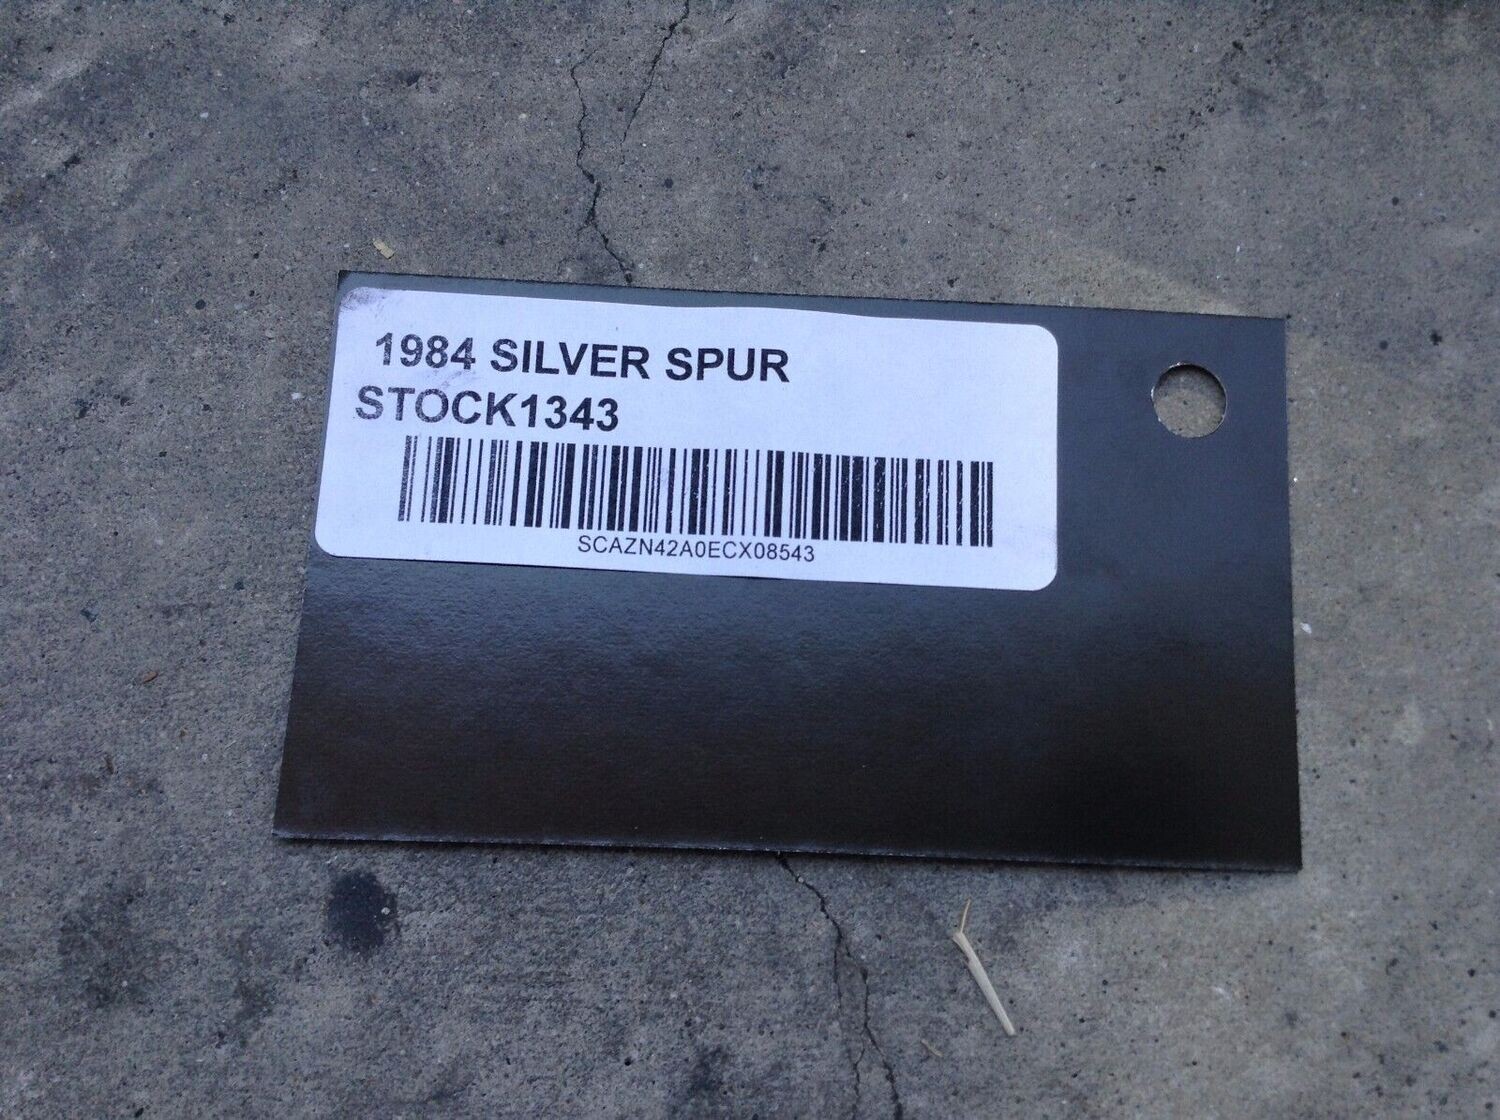 1984 SILVER SPUR
STOCK1343
SCAZN42A0ECX08543